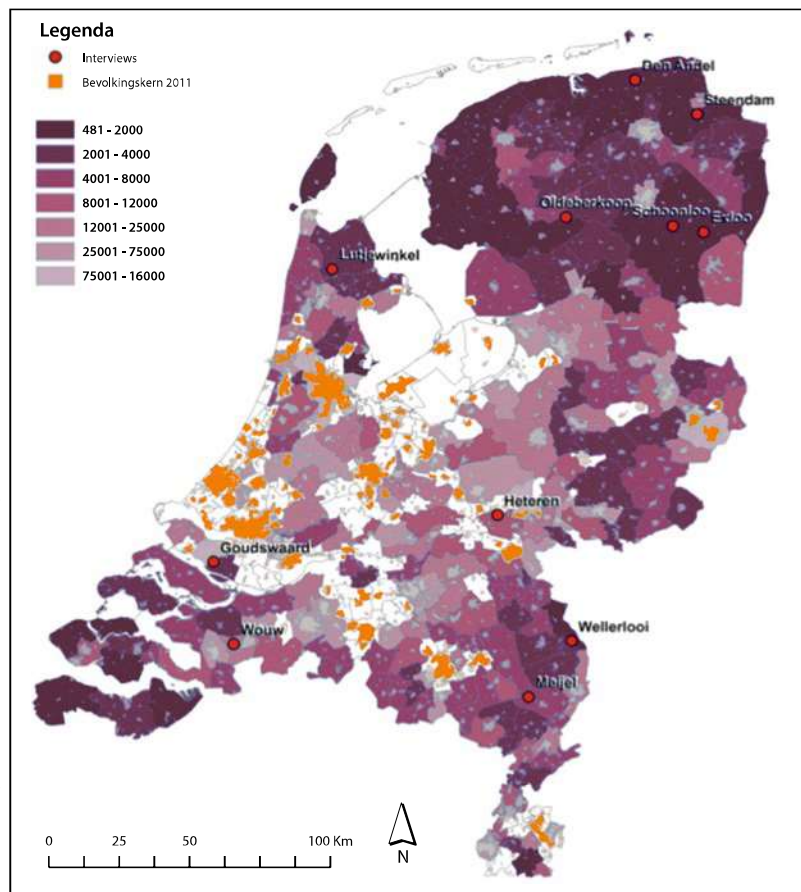 Legenda
Interviews
Bevolkingskern 2011
481 - 2000
2001 - 4000
4001 - 8000
8001 - 12000
12001 - 25000
25001 - 75000
75001 - 16000
Den Andel
Steendam
Oldeberkoop
Schoonloo
Exloo
Lutjewinkel
Heteren
Goudswaard
Wouw
Wellerlooi
Meijel
0 25 50 100 Km
N